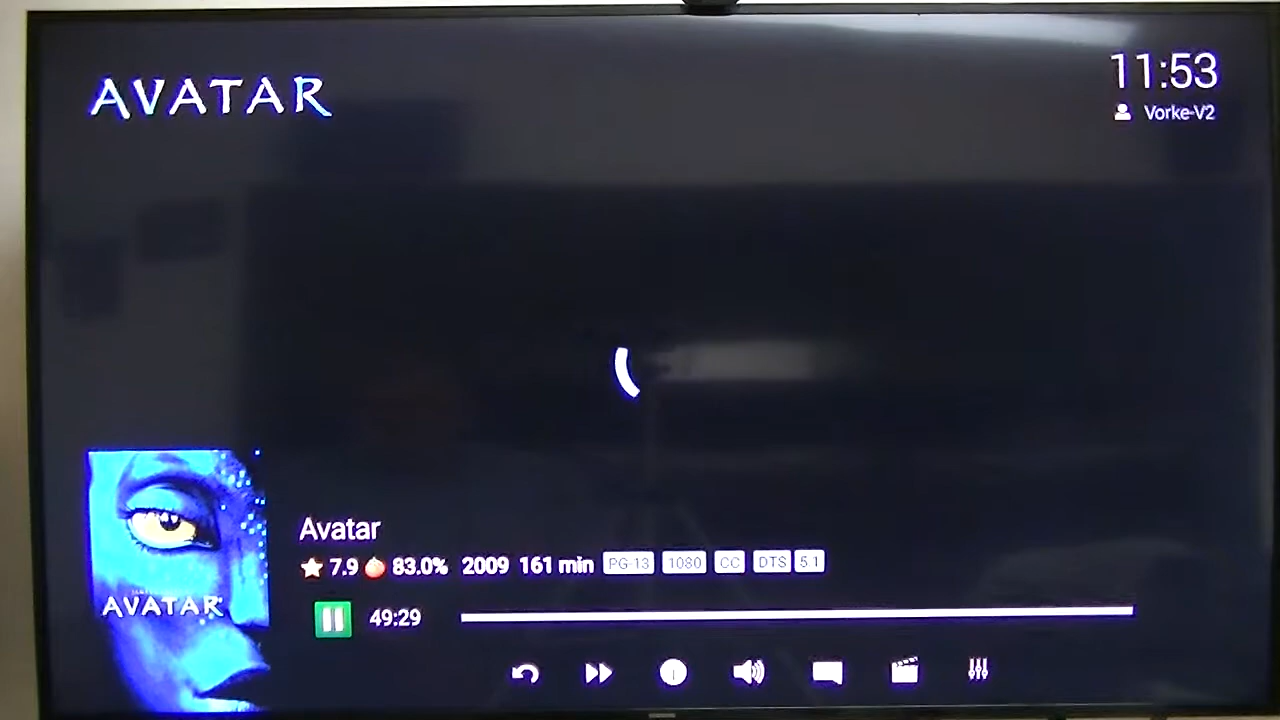 AVATAR
11:53
Vorke-V2
Avatar
7.9 83.0% 2009 161 min PG-13 1080 CC DTS 5.1
AVATAR
49:29